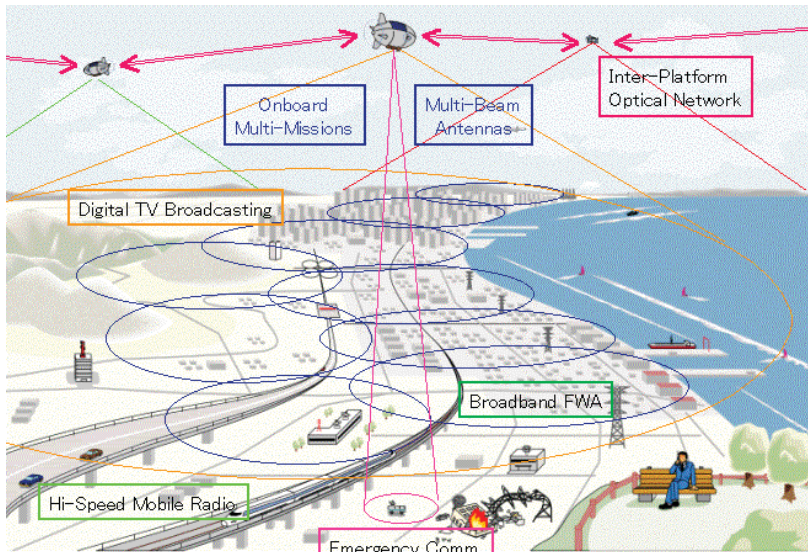 Onboard
Multi-Missions
Multi-Beam
Antennas
Inter-Platform
Optical Network
Digital TV Broadcasting
Broadband FWA
Hi-Speed Mobile Radio
Emergency Comm.